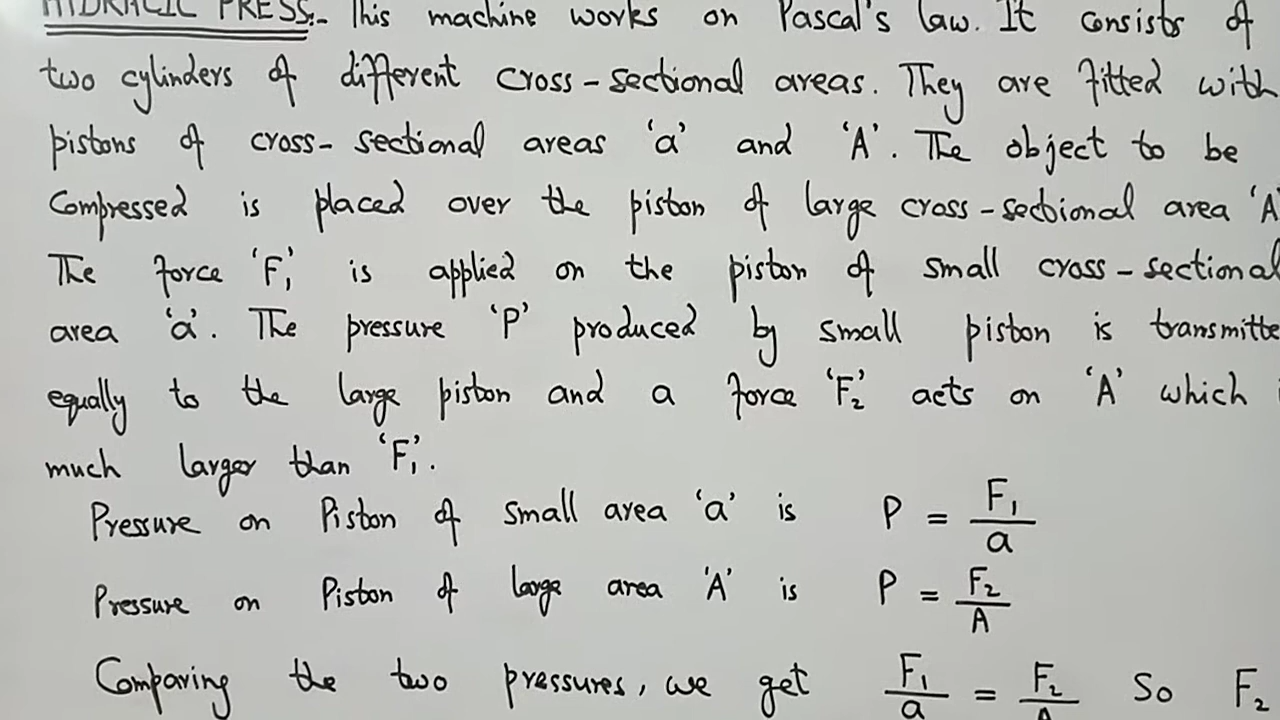 HYDRAULIC PRESS:- This machine works on Pascal's law. It consists of
two cylinders of different cross-sectional areas. They are fitted with
pistons of cross-sectional areas 'a' and 'A'. The object to be
Compressed is placed over the piston of large cross-sectional area 'A'
The force 'F₁' is applied on the piston of small cross-sectional
area 'a'. The pressure 'P' produced by small piston is transmitte
equally to the large piston and a force 'F₂' acts on 'A' which i
much larger than 'F₁'.
Pressure on Piston of small area 'a' is P = F₁/a
Pressure on Piston of large area 'A' is P = F₂/A
Comparing the two pressures, we get F₁/a = F₂/A So F₂